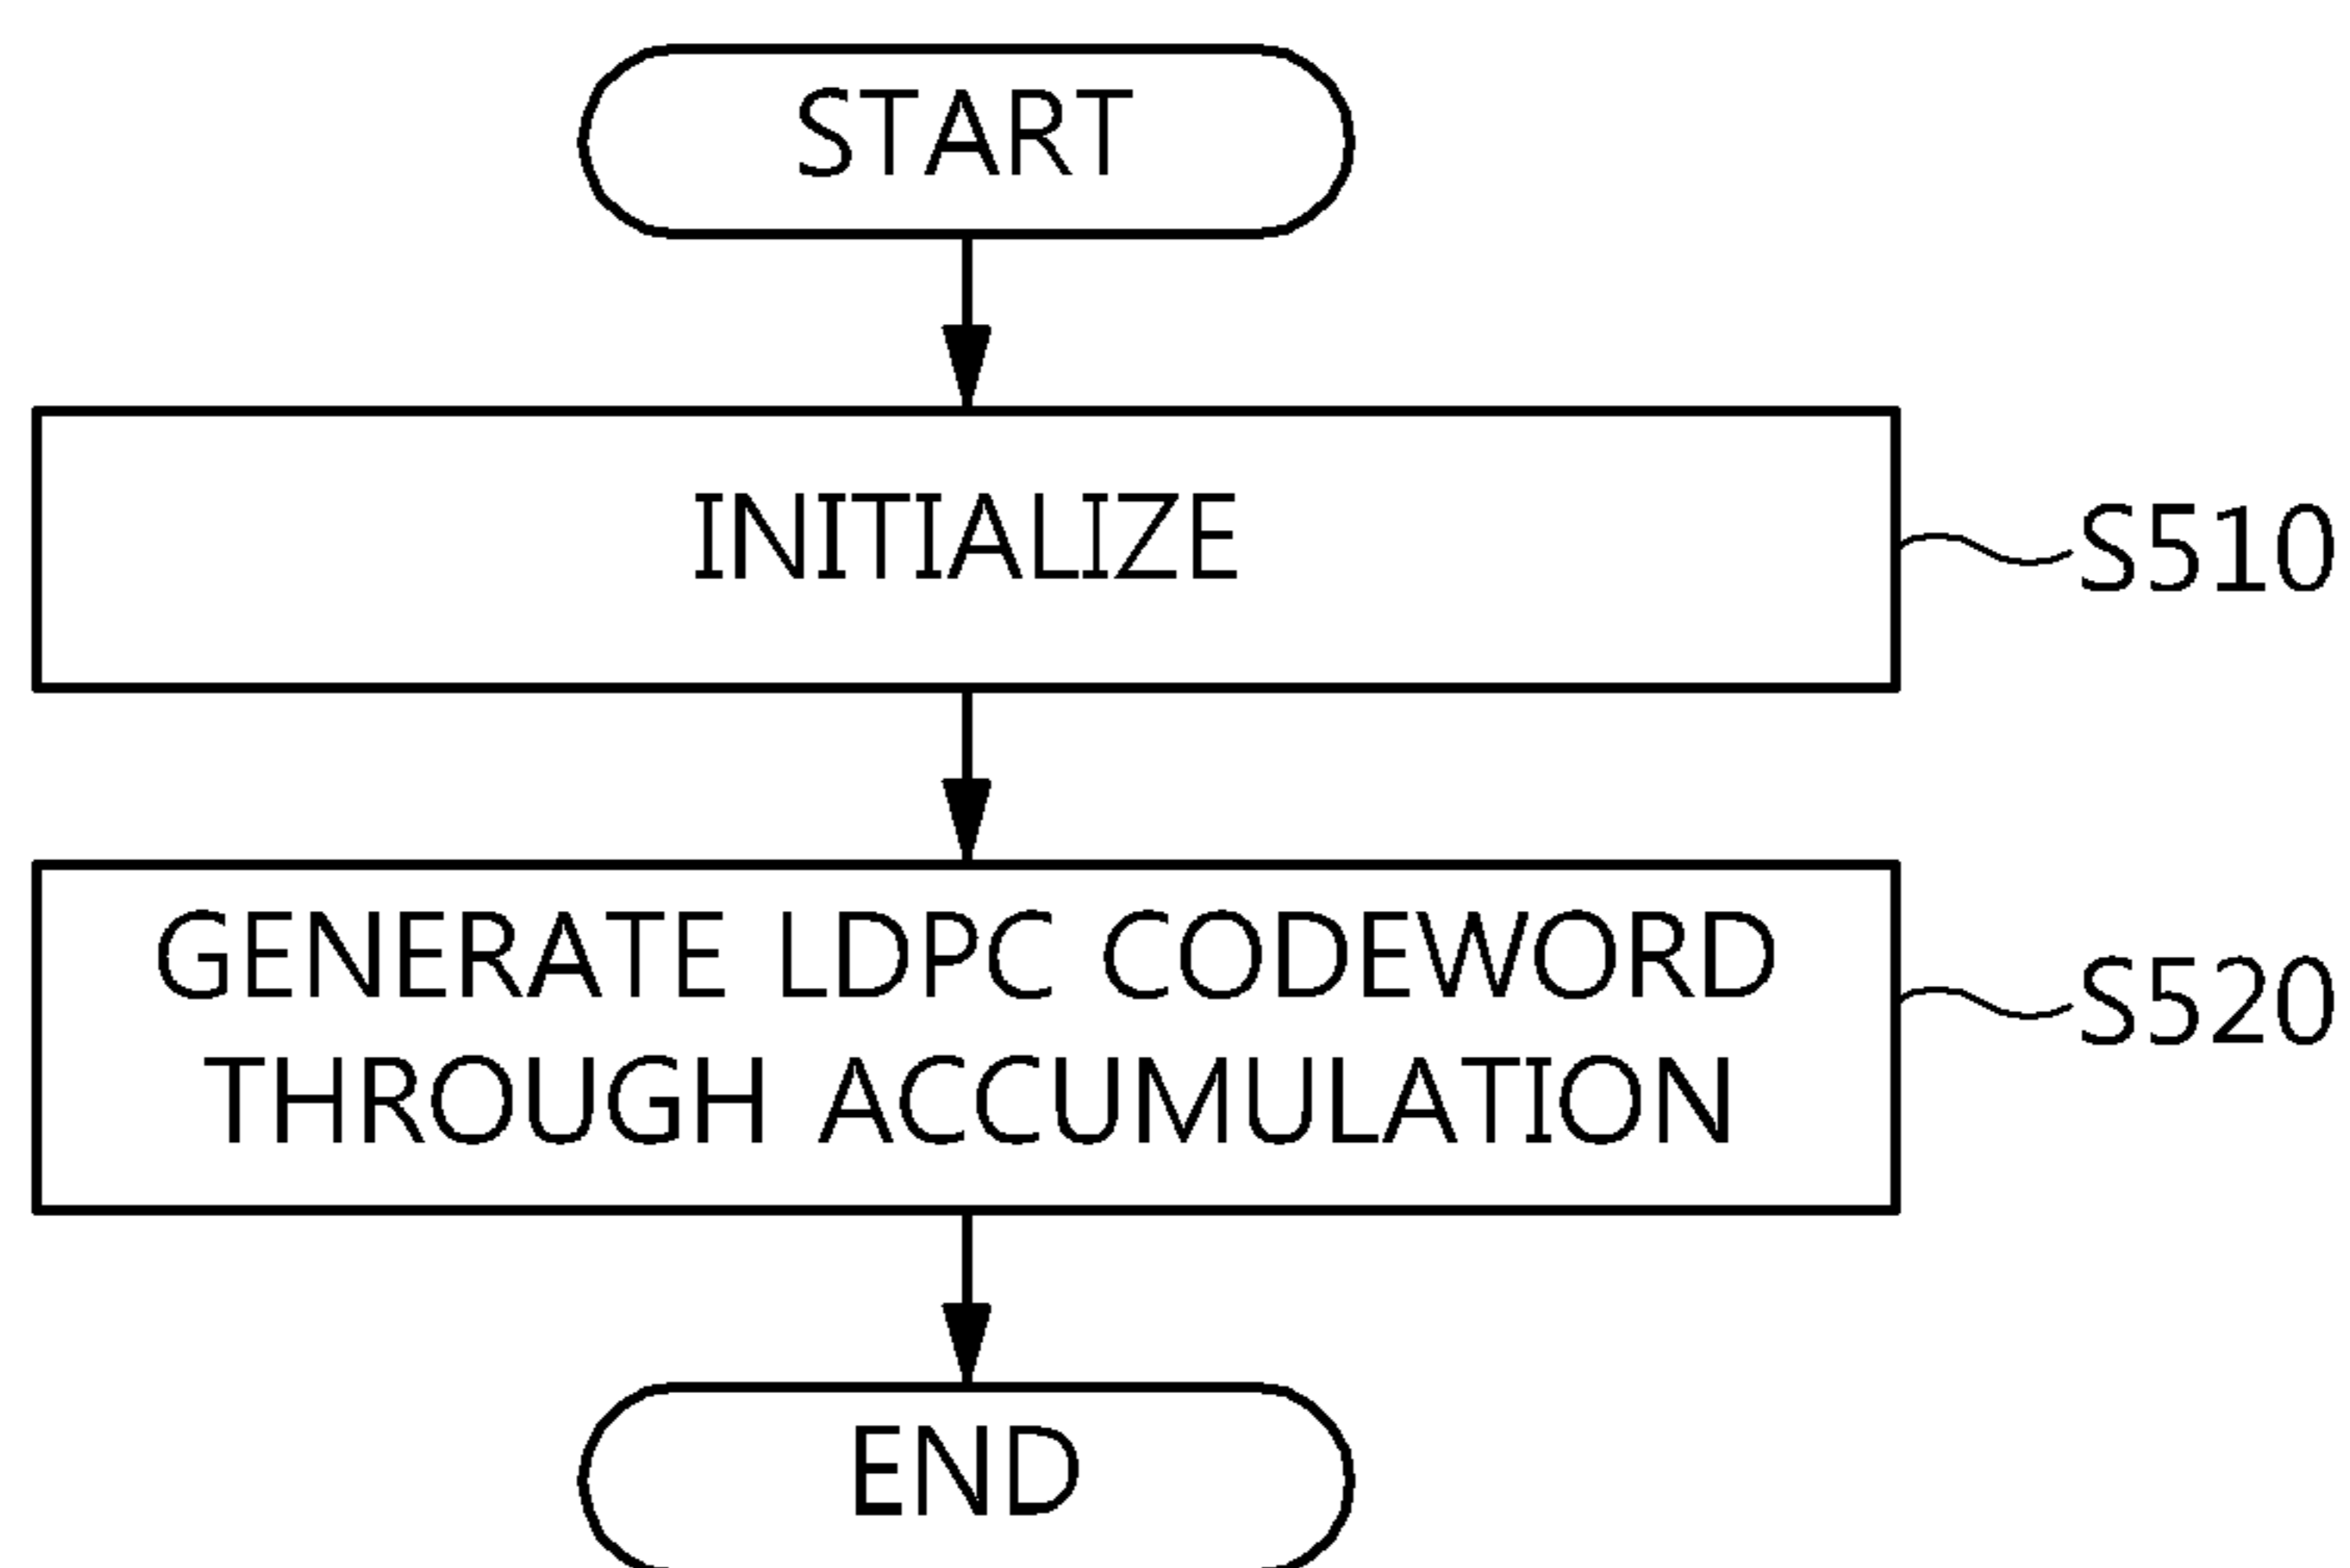 START
INITIALIZE
S510
GENERATE LDPC CODEWORD
THROUGH ACCUMULATION
S520
END